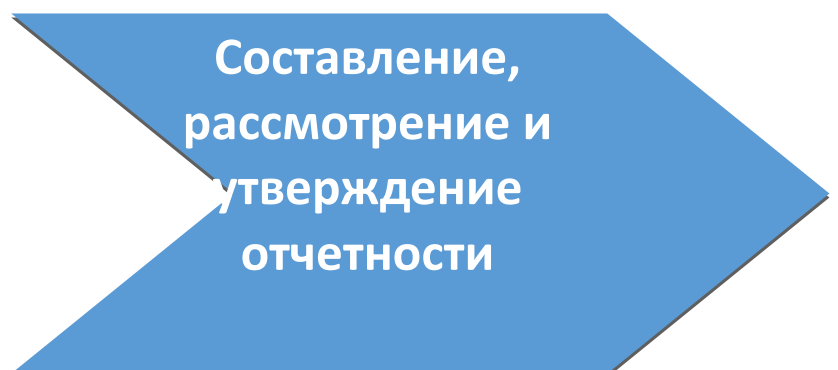 Составление,
рассмотрение и
утверждение
отчетности